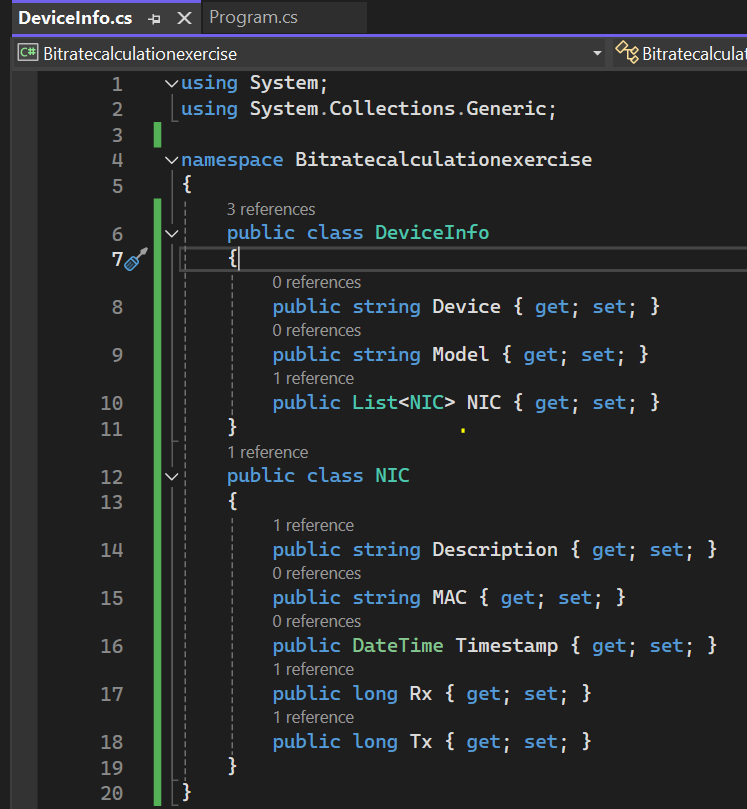 DeviceInfo.cs Program.cs
C# Bitratecalculationexercise Bitratecalculat
1 using System;
2 using System.Collections.Generic;
3
4 namespace Bitratecalculationexercise
5 {
3 references
6 public class DeviceInfo
7 {
0 references
8 public string Device { get; set; }
0 references
9 public string Model { get; set; }
1 reference
10 public List<NIC> NIC { get; set; }
11 }
1 reference
12 public class NIC
13 {
1 reference
14 public string Description { get; set; }
0 references
15 public string MAC { get; set; }
0 references
16 public DateTime Timestamp { get; set; }
1 reference
17 public long Rx { get; set; }
1 reference
18 public long Tx { get; set; }
19 }
20 }